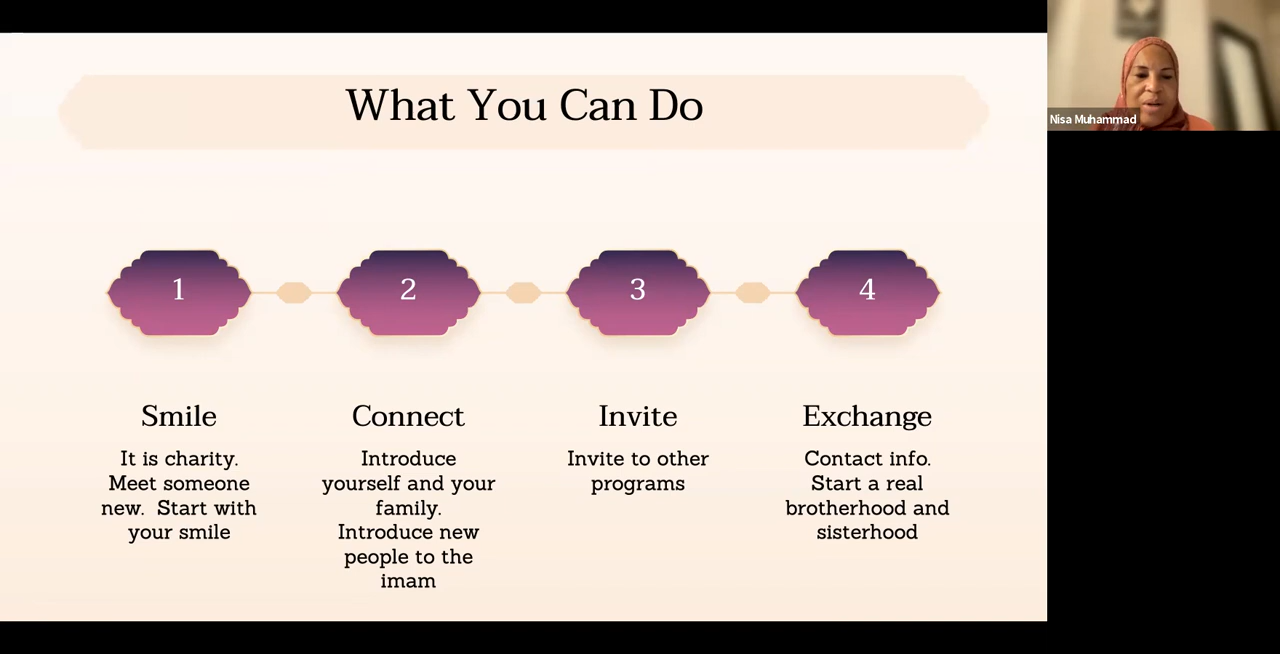 What You Can Do
Nisa Muhammad
1
2
3
4
Smile
It is charity.
Meet someone
new. Start with
your smile
Connect
Introduce
yourself and your
family.
Introduce new
people to the
imam
Invite
Invite to other
programs
Exchange
Contact info.
Start a real
brotherhood and
sisterhood